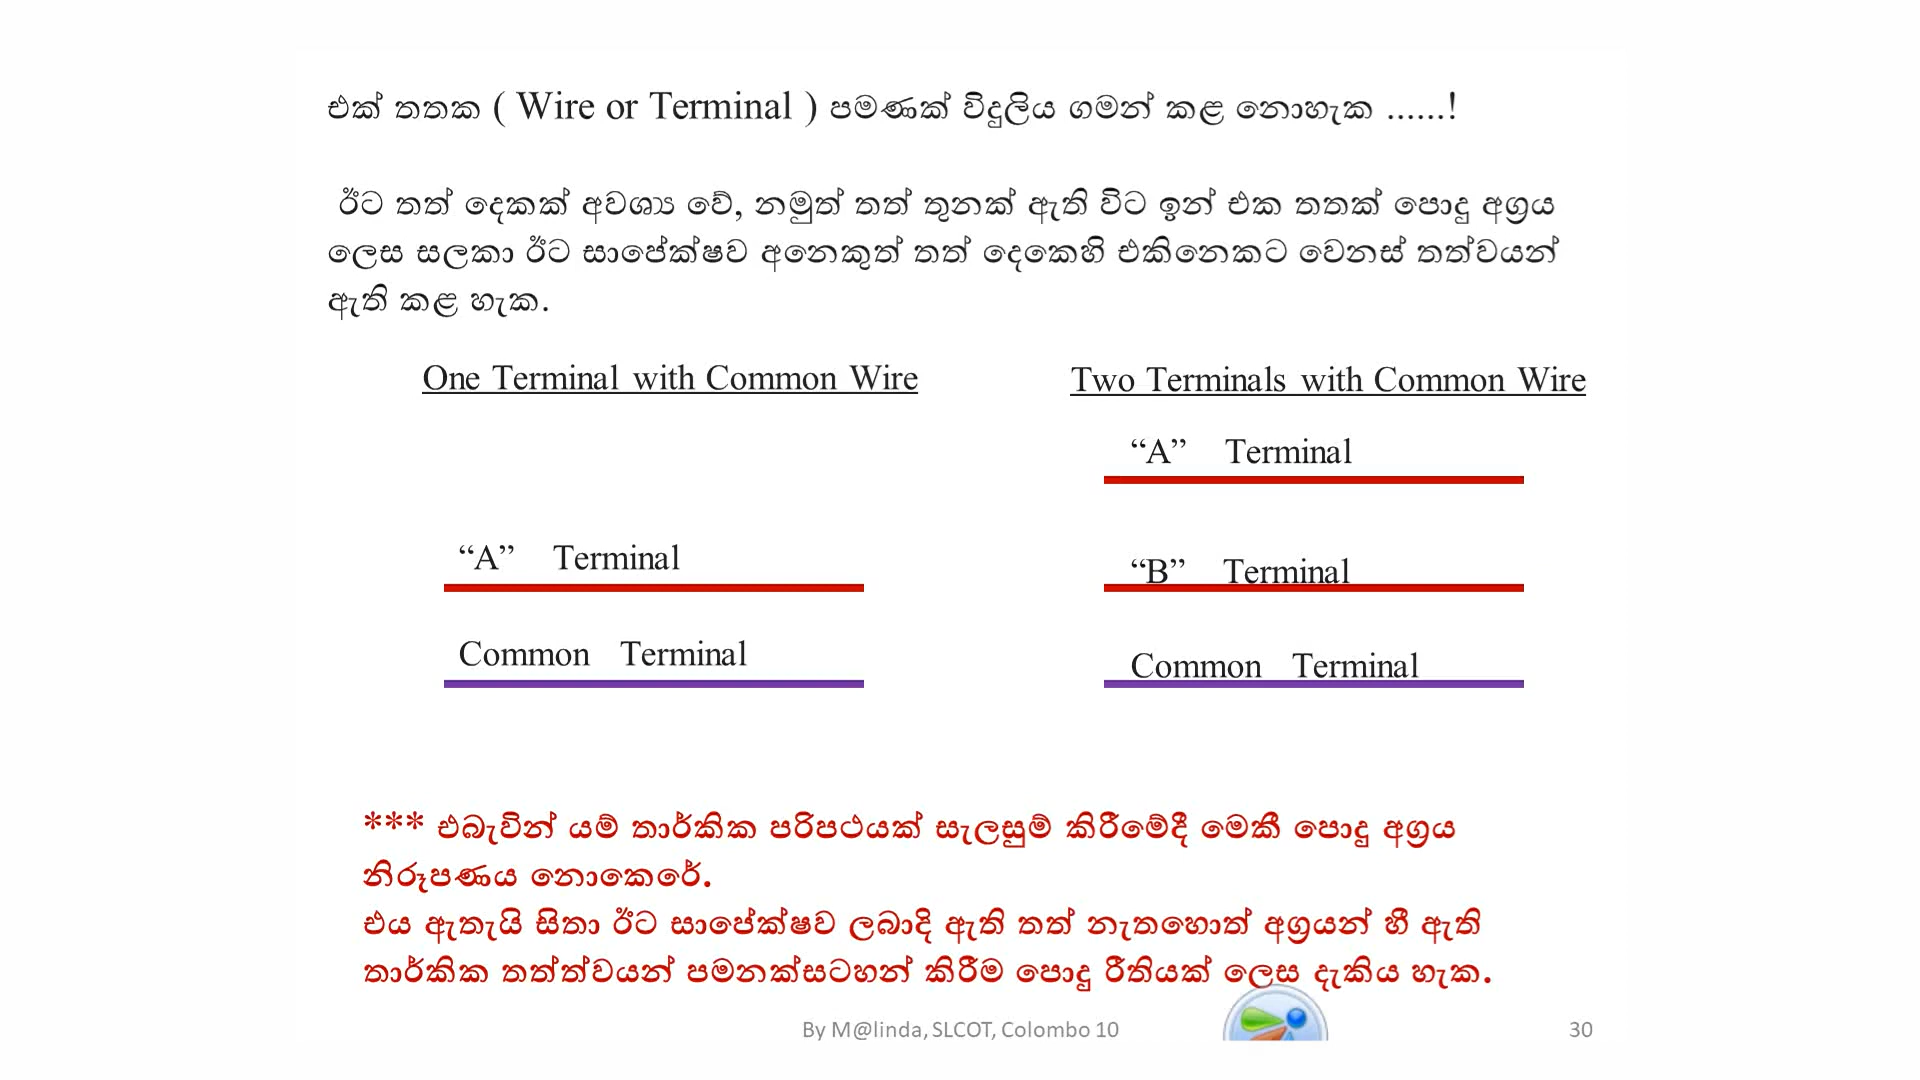 එක් තතක ( Wire or Terminal ) පමණක් විදුලිය ගමන් කළ නොහැක ......!
ඊට තත් දෙකක් අවශ්‍ය වේ, නමුත් තත් තුනක් ඇති විට ඉන් එක තතක් පොදු අග්‍රය
ලෙස සලකා ඊට සාපේක්ෂව අනෙකුත් තත් දෙකෙහි එකිනෙකට වෙනස් තත්වයන්
ඇති කළ හැක.
One Terminal with Common Wire
Two Terminals with Common Wire
“A” Terminal
“A” Terminal
“B” Terminal
Common Terminal
Common Terminal
*** එබැවින් යම් තාර්කික පරිපථයක් සැලසුම් කිරීමේදී මෙකී පොදු අග්‍රය
නිරූපණය නොකෙරේ.
එය ඇතැයි සිතා ඊට සාපේක්ෂව ලබාදි ඇති තත් නැතහොත් අග්‍රයන් හී ඇති
තාර්කික තත්ත්වයන් පමනක්සටහන් කිරීම පොදු රීතියක් ලෙස දැකිය හැක.
By M@linda, SLCOT, Colombo 10
30